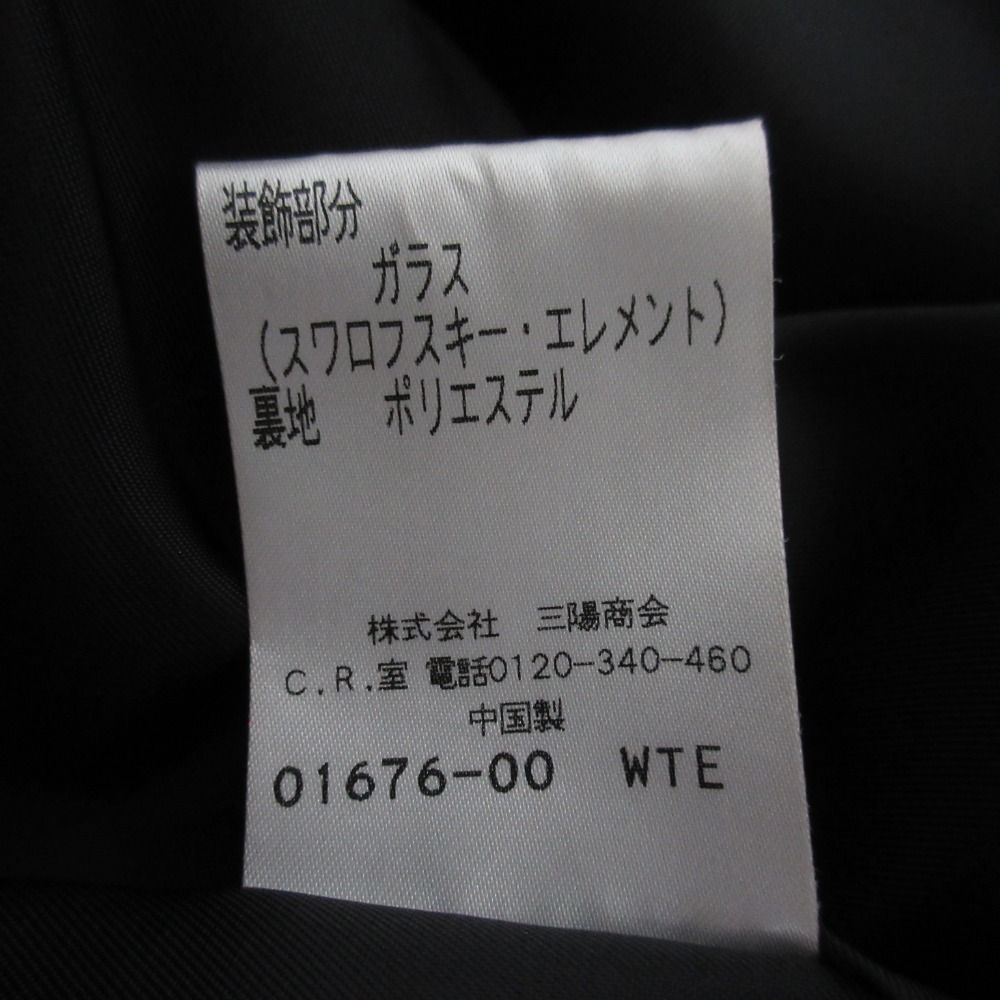 装飾部分
ガラス
(スワロフスキー・エレメント)
裏地　ポリエステル
株式会社　三陽商会
C.R.室 電話0120-340-460
中国製
01676-00　WTE